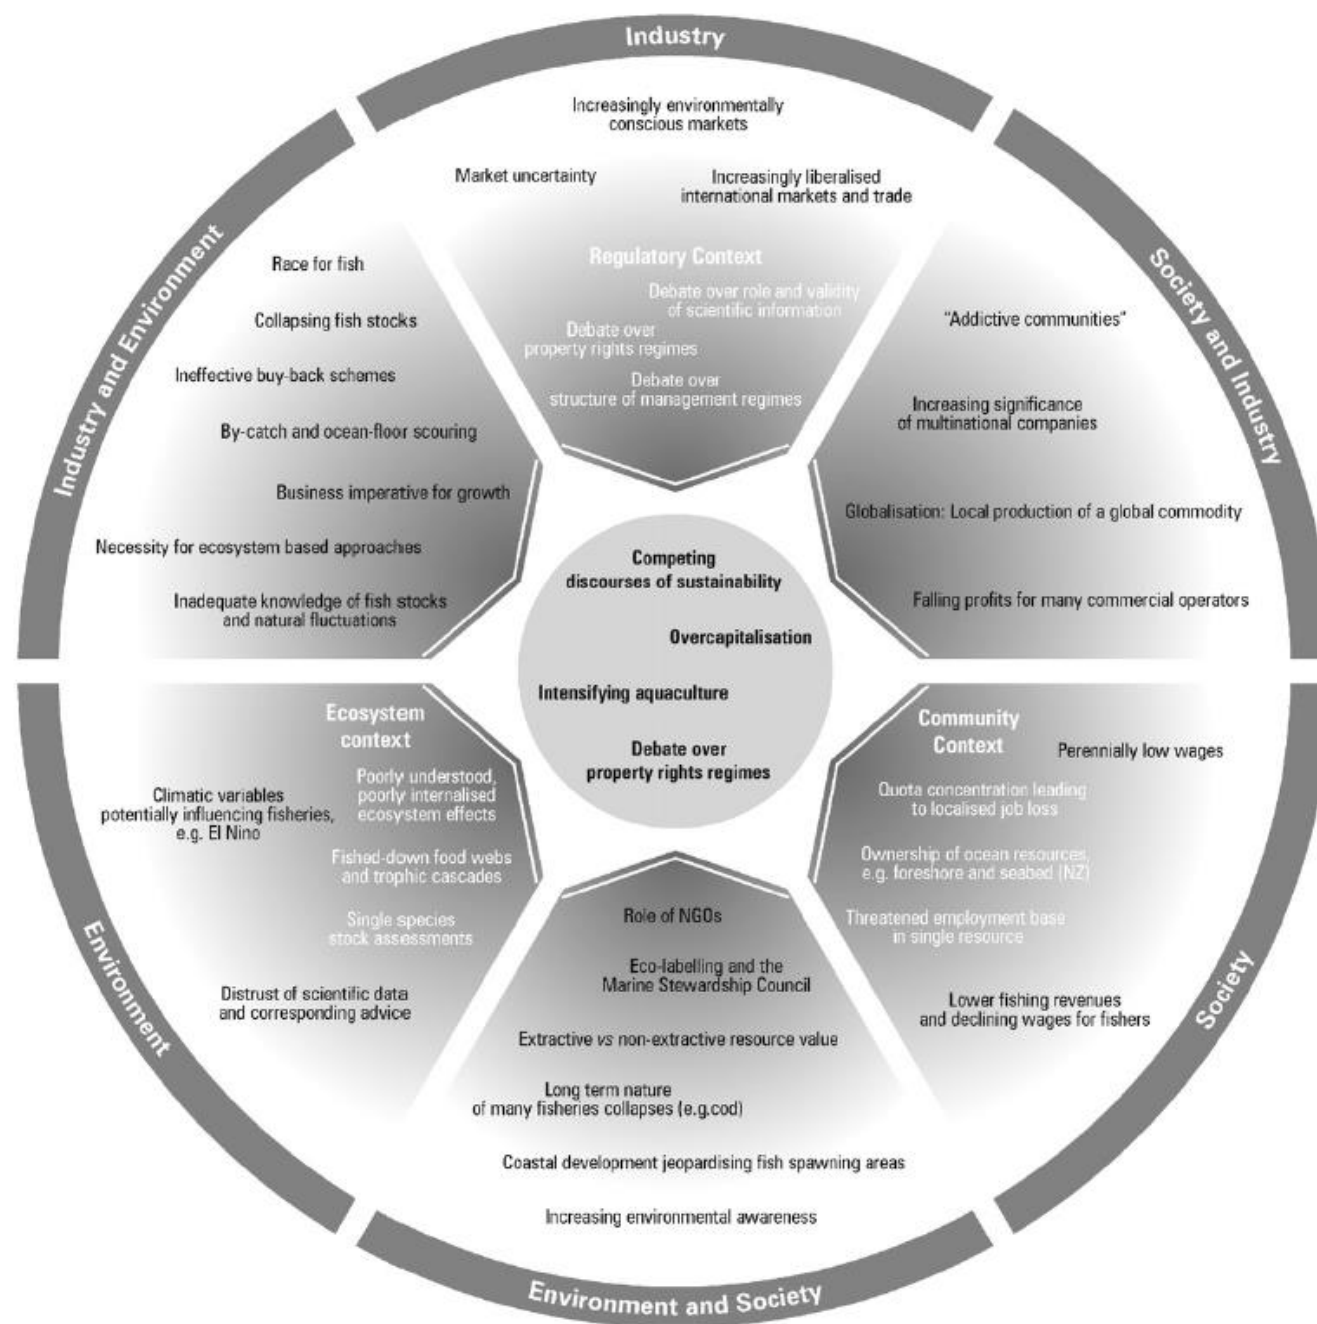 Industry
Increasingly environmentally
conscious markets
Market uncertainty
Increasingly liberalised
international markets and trade
Regulatory Context
Debate over role and validity
of scientific information
Debate over
property rights regimes
Debate over
structure of management regimes
Society and Industry
"Addictive communities"
Increasing significance
of multinational companies
Globalisation: Local production of a global commodity
Falling profits for many commercial operators
Industry and Environment
Race for fish
Collapsing fish stocks
Ineffective buy-back schemes
By-catch and ocean-floor scouring
Business imperative for growth
Necessity for ecosystem based approaches
Inadequate knowledge of fish stocks
and natural fluctuations
Competing
discourses of sustainability
Overcapitalisation
Intensifying aquaculture
Debate over
property rights regimes
Environment
Ecosystem
context
Poorly understood,
poorly internalised
ecosystem effects
Climatic variables
potentially influencing fisheries,
e.g. El Nino
Fished-down food webs
and trophic cascades
Single species
stock assessments
Distrust of scientific data
and corresponding advice
Society
Community
Context
Perennially low wages
Quota concentration leading
to localised job loss
Ownership of ocean resources,
e.g. foreshore and seabed (NZ)
Threatened employment base
in single resource
Lower fishing revenues
and declining wages for fishers
Role of NGOs
Eco-labelling and the
Marine Stewardship Council
Extractive vs non-extractive resource value
Long term nature
of many fisheries collapses (e.g.cod)
Coastal development jeopardising fish spawning areas
Increasing environmental awareness
Environment and Society